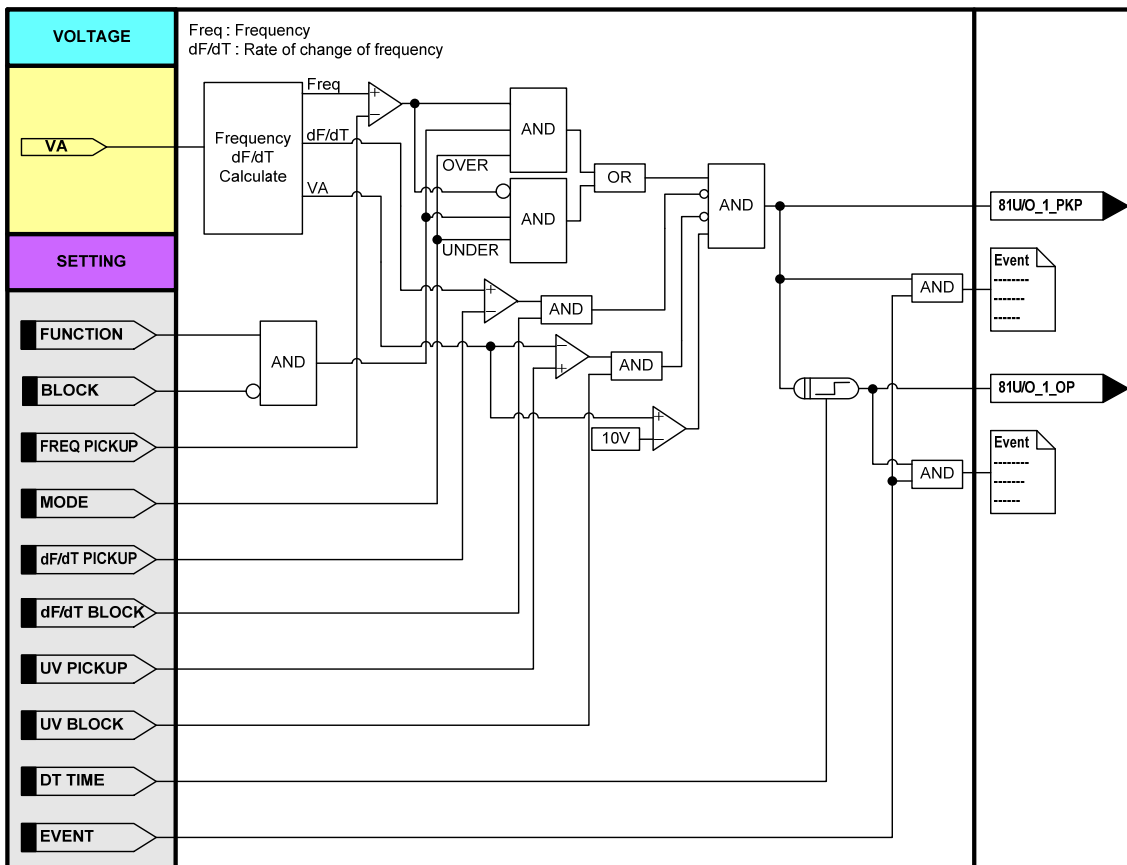 VOLTAGE
Freq : Frequency
dF/dT : Rate of change of frequency
VA
Frequency
dF/dT
Calculate
Freq
dF/dT
VA
+
−
AND
OVER
AND
UNDER
OR
AND
81U/O_1_PKP
Event
--------
-------
------
AND
SETTING
FUNCTION
BLOCK
AND
FREQ PICKUP
MODE
dF/dT PICKUP
dF/dT BLOCK
UV PICKUP
UV BLOCK
DT TIME
EVENT
+
−
AND
−
+
AND
10V
+
−
81U/O_1_OP
AND
Event
--------
-------
------